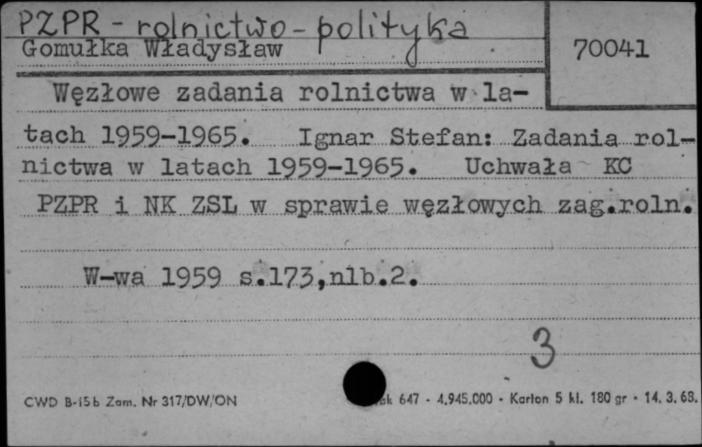 PZPR - rolnictwo - polityka
Gomułka Władysław
70041
Węzłowe zadania rolnictwa w la-
tach 1959-1965. Ignar Stefan: Zadania rol-
nictwa w latach 1959-1965. Uchwała KC
PZPR i NK ZSL w sprawie węzłowych zag.roln.
W-wa 1959 s.173,nlb.2.
3
CWD B-15b Zam. Nr 317/DW/ON 647 - 4.945.000 - Karton 5 kl. 180 gr - 14. 3. 68.